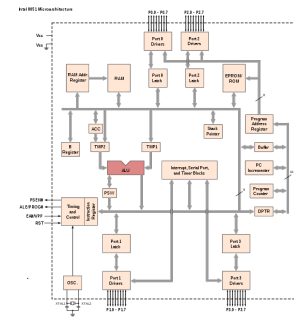 Intel 8051 Microarchitecture
P0.0 - P0.7
P2.0 - P2.7
Port 0 Drivers
Port 2 Drivers
RAM Addr. Register
RAM
Port 0 Latch
Port 2 Latch
EPROM/ ROM
ACC
Stack Pointer
Program Address Register
B Register
TMP2
TMP1
Buffer
ALU
PSW
Interrupt, Serial Port, and Timer Blocks
PC Incrementer
Program Counter
DPTR
PSEN
ALE/PROG
EA/VPP
RST
Timing and Control
Instruction Register
Port 1 Latch
Port 3 Latch
OSC.
Port 1 Drivers
Port 3 Drivers
XTAL1
XTAL2
P1.0 - P1.7
P3.0 - P3.7